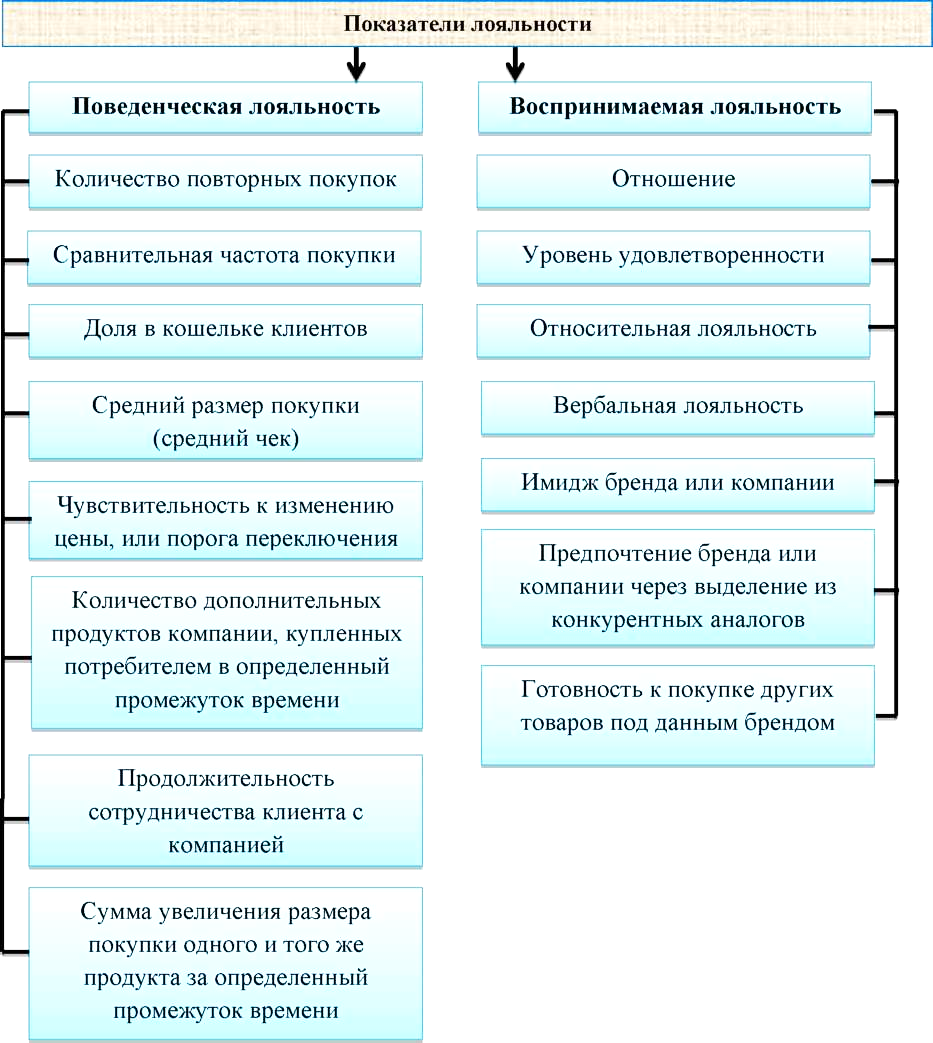 Показатели лояльности
Поведенческая лояльность
Количество повторных покупок
Сравнительная частота покупки
Доля в кошельке клиентов
Средний размер покупки
(средний чек)
Чувствительность к изменению
цены, или порога переключения
Количество дополнительных
продуктов компании, купленных
потребителем в определенный
промежуток времени
Продолжительность
сотрудничества клиента с
компанией
Сумма увеличения размера
покупки одного и того же
продукта за определенный
промежуток времени
Воспринимаемая лояльность
Отношение
Уровень удовлетворенности
Относительная лояльность
Вербальная лояльность
Имидж бренда или компании
Предпочтение бренда или
компании через выделение из
конкурентных аналогов
Готовность к покупке других
товаров под данным брендом